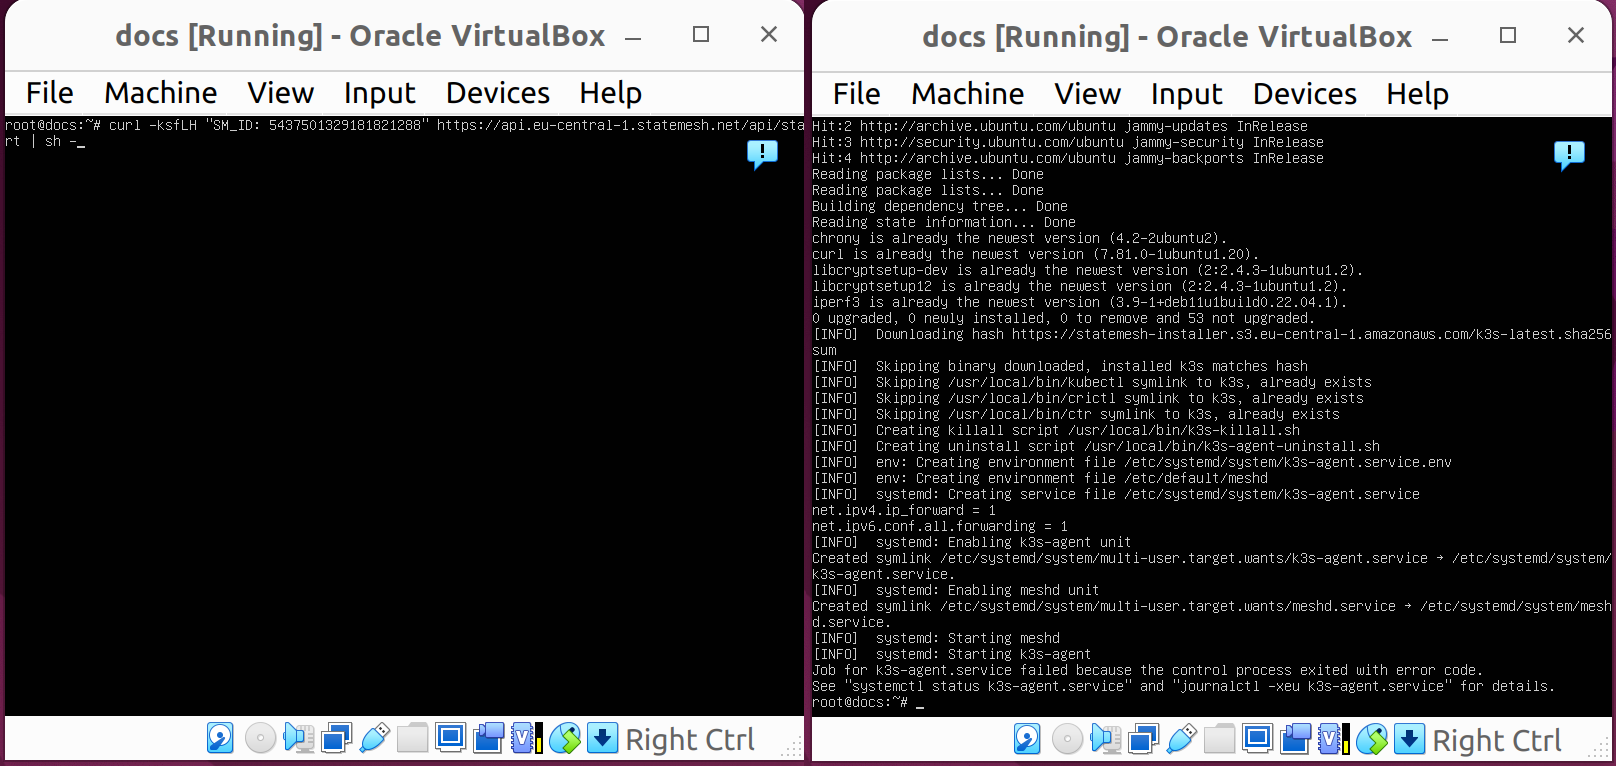 docs [Running] - Oracle VirtualBox
File Machine View Input Devices Help
root@docs:~# curl -ksfLH "SM_ID: 5437501329181821288" https://api.eu-central-1.statemesh.net/api/sta
rt | sh -_
Right Ctrl
docs [Running] - Oracle VirtualBox
File Machine View Input Devices Help
Hit:2 http://archive.ubuntu.com/ubuntu jammy-updates InRelease
Hit:3 http://security.ubuntu.com/ubuntu jammy-security InRelease
Hit:4 http://archive.ubuntu.com/ubuntu jammy-backports InRelease
Reading package lists... Done
Reading package lists... Done
Building dependency tree... Done
Reading state information... Done
chrony is already the newest version (4.2-2ubuntu2).
curl is already the newest version (7.81.0-1ubuntu1.20).
libcryptsetup-dev is already the newest version (2:2.4.3-1ubuntu1.2).
libcryptsetup12 is already the newest version (2:2.4.3-1ubuntu1.2).
iperf3 is already the newest version (3.9-1+deb11u1build0.22.04.1).
0 upgraded, 0 newly installed, 0 to remove and 53 not upgraded.
[INFO]  Downloading hash https://statemesh-installer.s3.eu-central-1.amazonaws.com/k3s-latest.sha256
sum
[INFO]  Skipping binary downloaded, installed k3s matches hash
[INFO]  Skipping /usr/local/bin/kubectl symlink to k3s, already exists
[INFO]  Skipping /usr/local/bin/crictl symlink to k3s, already exists
[INFO]  Skipping /usr/local/bin/ctr symlink to k3s, already exists
[INFO]  Creating killall script /usr/local/bin/k3s-killall.sh
[INFO]  Creating uninstall script /usr/local/bin/k3s-agent-uninstall.sh
[INFO]  env: Creating environment file /etc/systemd/system/k3s-agent.service.env
[INFO]  env: Creating environment file /etc/default/meshd
[INFO]  systemd: Creating service file /etc/systemd/system/k3s-agent.service
net.ipv4.ip_forward = 1
net.ipv6.conf.all.forwarding = 1
[INFO]  systemd: Enabling k3s-agent unit
Created symlink /etc/systemd/system/multi-user.target.wants/k3s-agent.service → /etc/systemd/system/
k3s-agent.service.
[INFO]  systemd: Enabling meshd unit
Created symlink /etc/systemd/system/multi-user.target.wants/meshd.service → /etc/systemd/system/mesh
d.service.
[INFO]  systemd: Starting meshd
[INFO]  systemd: Starting k3s-agent
Job for k3s-agent.service failed because the control process exited with error code.
See "systemctl status k3s-agent.service" and "journalctl -xeu k3s-agent.service" for details.
root@docs:~# _
Right Ctrl